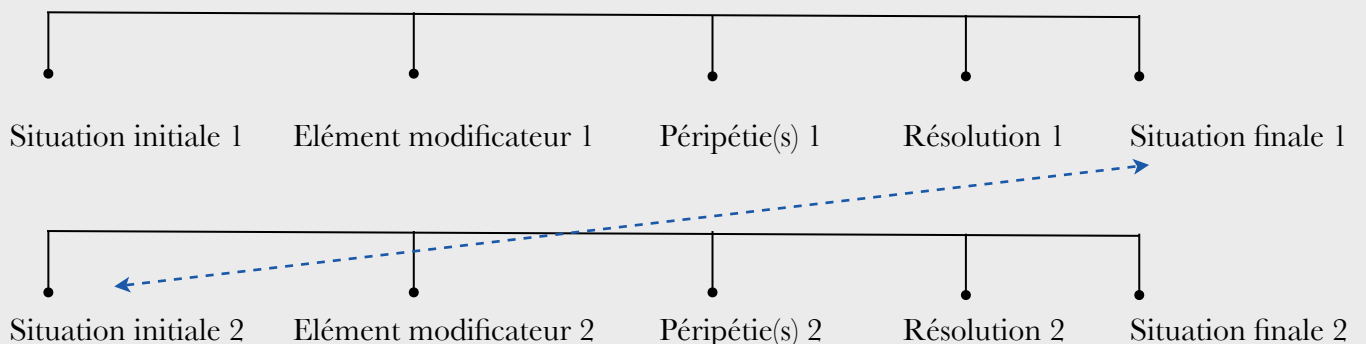 Situation initiale 1 Elément modificateur 1 Péripétie(s) 1 Résolution 1 Situation finale 1
Situation initiale 2 Elément modificateur 2 Péripétie(s) 2 Résolution 2 Situation finale 2